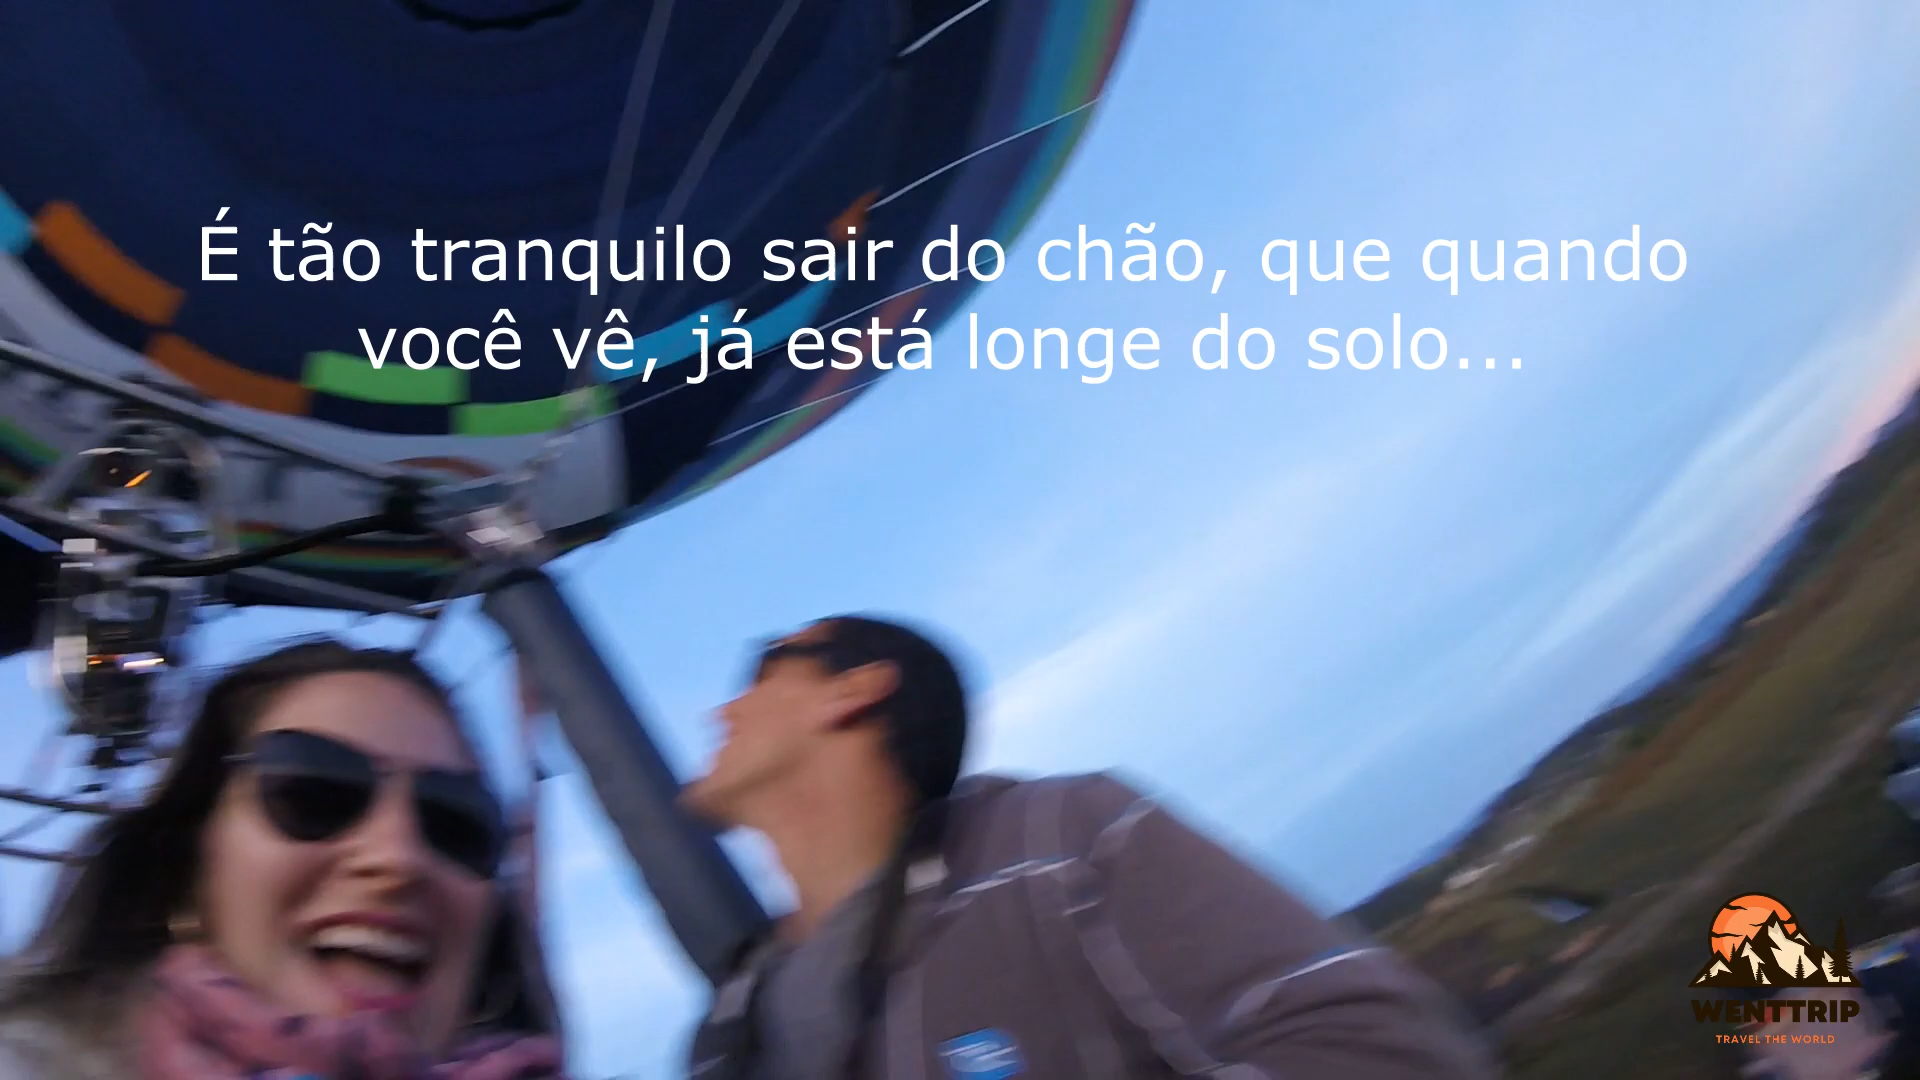 É tão tranquilo sair do chão, que quando
você vê, já está longe do solo...
WENTTRIP
TRAVEL THE WORLD